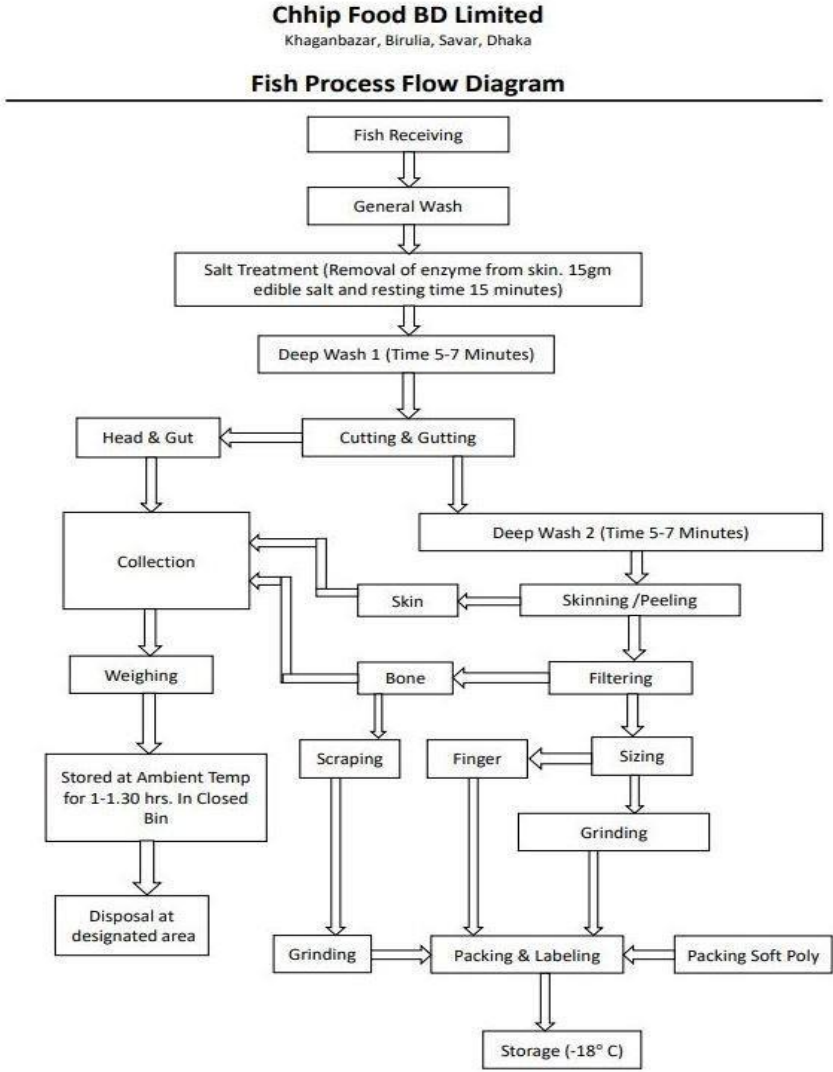 Chhip Food BD Limited
Khaganbazar, Birulia, Savar, Dhaka
Fish Process Flow Diagram
Fish Receiving
General Wash
Salt Treatment (Removal of enzyme from skin. 15gm
edible salt and resting time 15 minutes)
Deep Wash 1 (Time 5-7 Minutes)
Head & Gut
Cutting & Gutting
Deep Wash 2 (Time 5-7 Minutes)
Collection
Skin
Skinning /Peeling
Weighing
Bone
Filtering
Scraping
Finger
Sizing
Stored at Ambient Temp
for 1-1.30 hrs. In Closed
Bin
Grinding
Disposal at
designated area
Grinding
Packing & Labeling
Packing Soft Poly
Storage (-18° C)